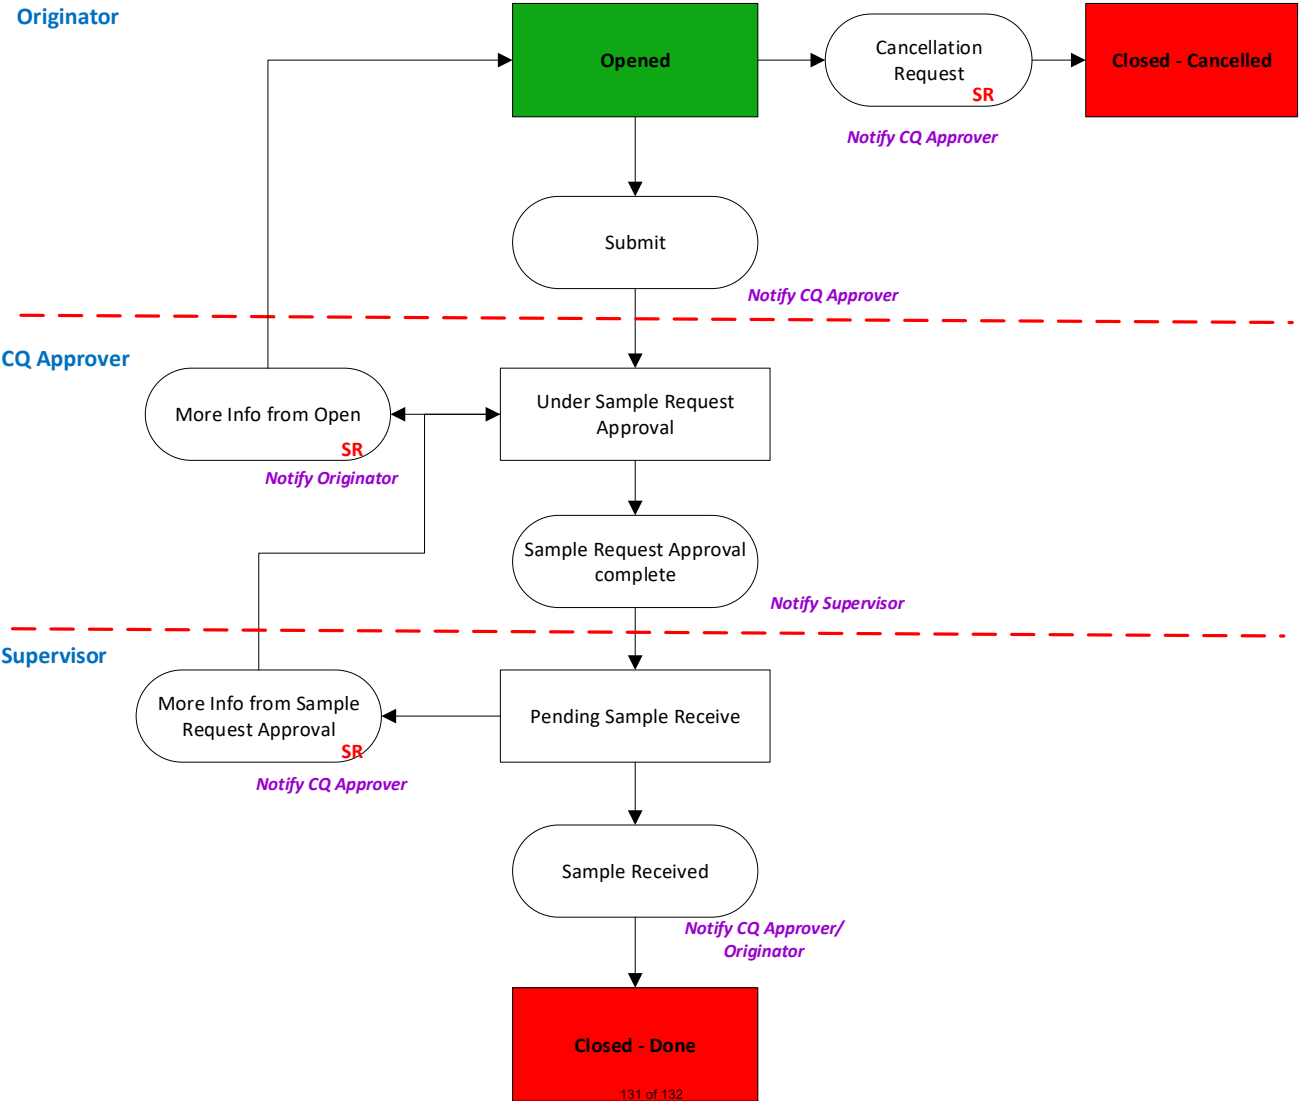 Originator
Opened
Cancellation
Request
SR
Closed - Cancelled
Notify CQ Approver
Submit
Notify CQ Approver
CQ Approver
More Info from Open
SR
Notify Originator
Under Sample Request
Approval
Sample Request Approval
complete
Notify Supervisor
Supervisor
More Info from Sample
Request Approval
SR
Notify CQ Approver
Pending Sample Receive
Sample Received
Notify CQ Approver/
Originator
Closed - Done
131 of 132